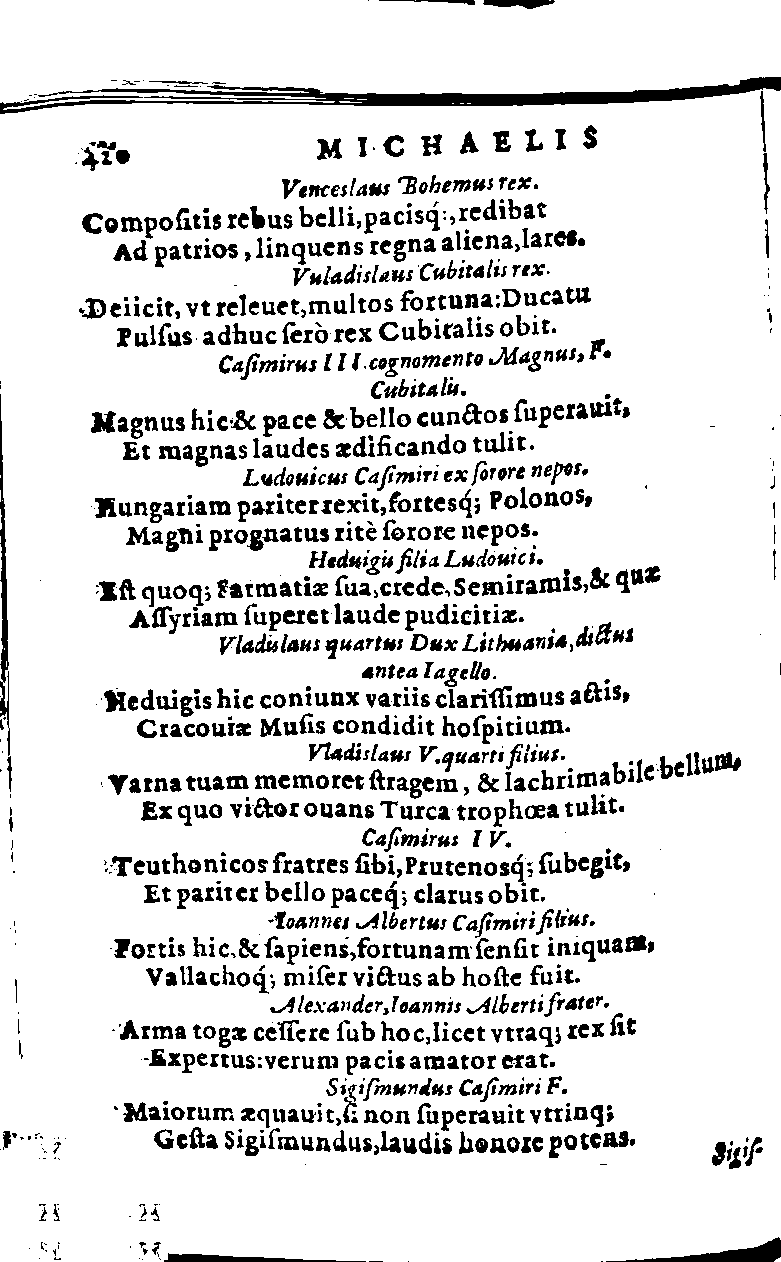 420 MICHAELIS
Venceslaus Bohemus rex.
Compoſitis rebus belli, pacisq́;, redibat
Ad patrios, linquens regna aliena, lares.
Vuladislaus Cubitalis rex.
Deiicit, vt releuet, multos fortuna: Ducatu
Pulſus adhuc ſerò rex Cubitalis obit.
Caſimirus III. cognomento Magnus, F.
Cubitalis.
Magnus hic & pace & bello cunctos ſuperauit,
Et magnas laudes ædificando tulit.
Ludouicus Caſimiri ex ſorore nepos.
Hungariam pariter rexit, fortesq́; Polonos,
Magni prognatus ritè ſorore nepos.
Heduigis filia Ludouici.
Eſt quoq; Sarmatiæ ſua, crede, Semiramis, & quæ
Aſſyriam ſuperet laude pudicitiæ.
Vladislaus quartus Dux Lithuania, dictus
antea Iagello.
Heduigis hic coniunx variis clariſſimus actis,
Cracouiæ Muſis condidit hoſpitium.
Vladislaus V. quarti filius.
Varna tuam memoret ſtragem, & lachrimabile bellum,
Ex quo victor ouans Turca trophœa tulit.
Caſimirus IV.
Teuthonicos fratres ſibi, Prutenosq́; ſubegit,
Et pariter bello paceq́; clarus obit.
Ioannes Albertus Caſimiri filius.
Fortis hic, & ſapiens, fortunam ſenſit iniquam,
Vallachoq́; miſer victus ab hoſte fuit.
Alexander, Ioannis Alberti frater.
Arma togæ ceſſere ſub hoc, licet vtraq; rex ſit
Expertus: verum pacis amator erat.
Sigiſmundus Caſimiri F.
Maiorum æquauit, ſi non ſuperauit vtrinq;
Geſta Sigiſmundus, laudis honore potens.
Sigiſ-